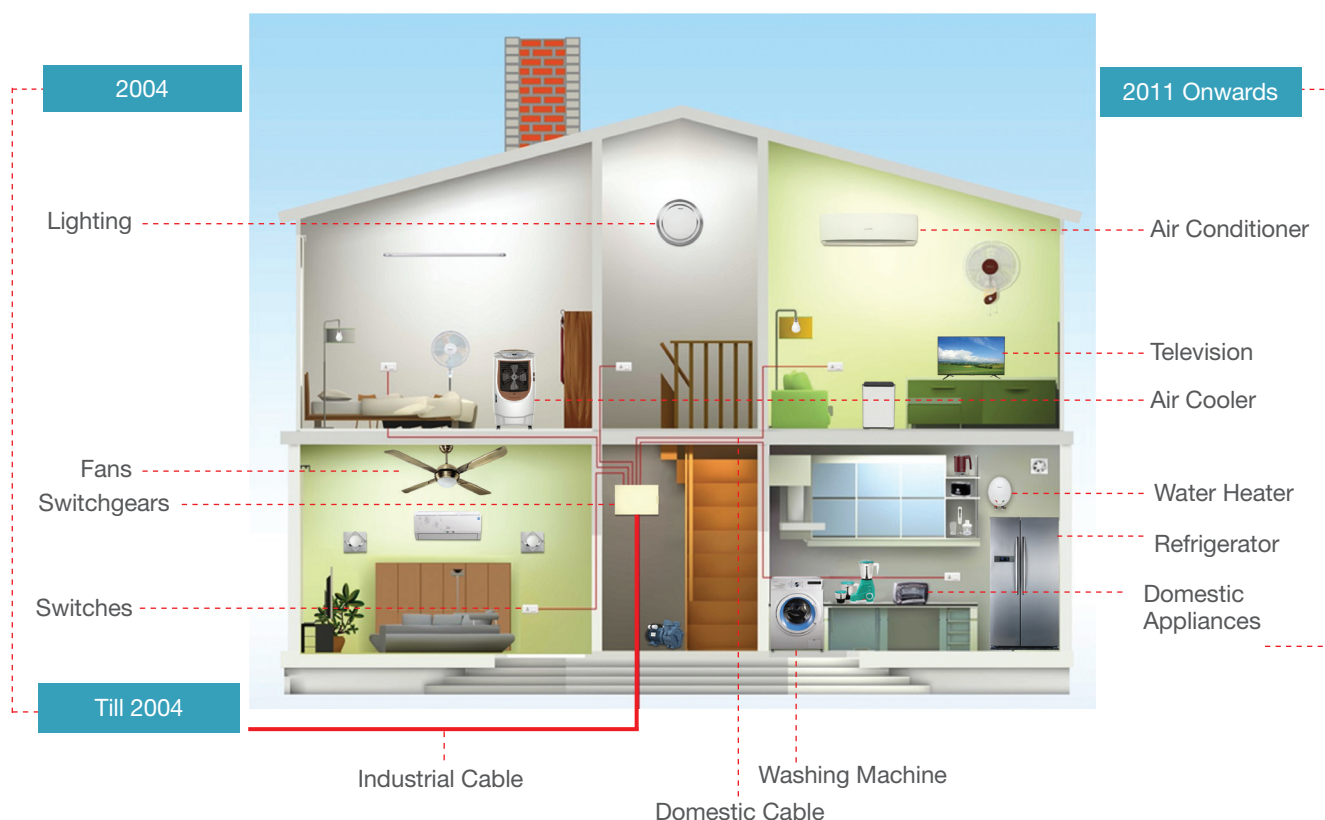 2004
2011 Onwards
Lighting
Air Conditioner
Television
Air Cooler
Fans
Switchgears
Water Heater
Refrigerator
Switches
Domestic
Appliances
Till 2004
Industrial Cable
Washing Machine
Domestic Cable